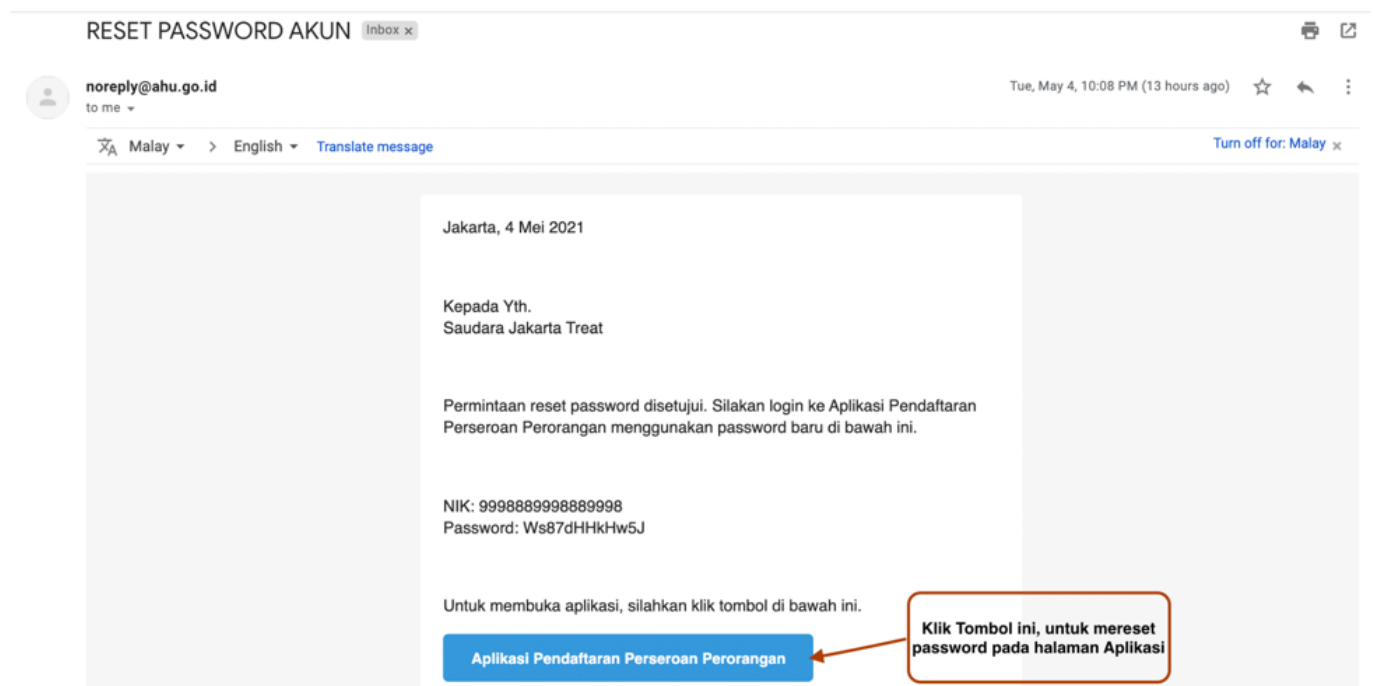 RESET PASSWORD AKUN Inbox x
noreply@ahu.go.id
Tue, May 4, 10:08 PM (13 hours ago)
to me
Malay > English Translate message
Turn off for: Malay x
Jakarta, 4 Mei 2021
Kepada Yth.
Saudara Jakarta Treat
Permintaan reset password disetujui. Silakan login ke Aplikasi Pendaftaran
Perseroan Perorangan menggunakan password baru di bawah ini.
NIK: 9998889998889998
Password: Ws87dHHkHw5J
Untuk membuka aplikasi, silahkan klik tombol di bawah ini.
Aplikasi Pendaftaran Perseroan Perorangan
Klik Tombol ini, untuk mereset
password pada halaman Aplikasi